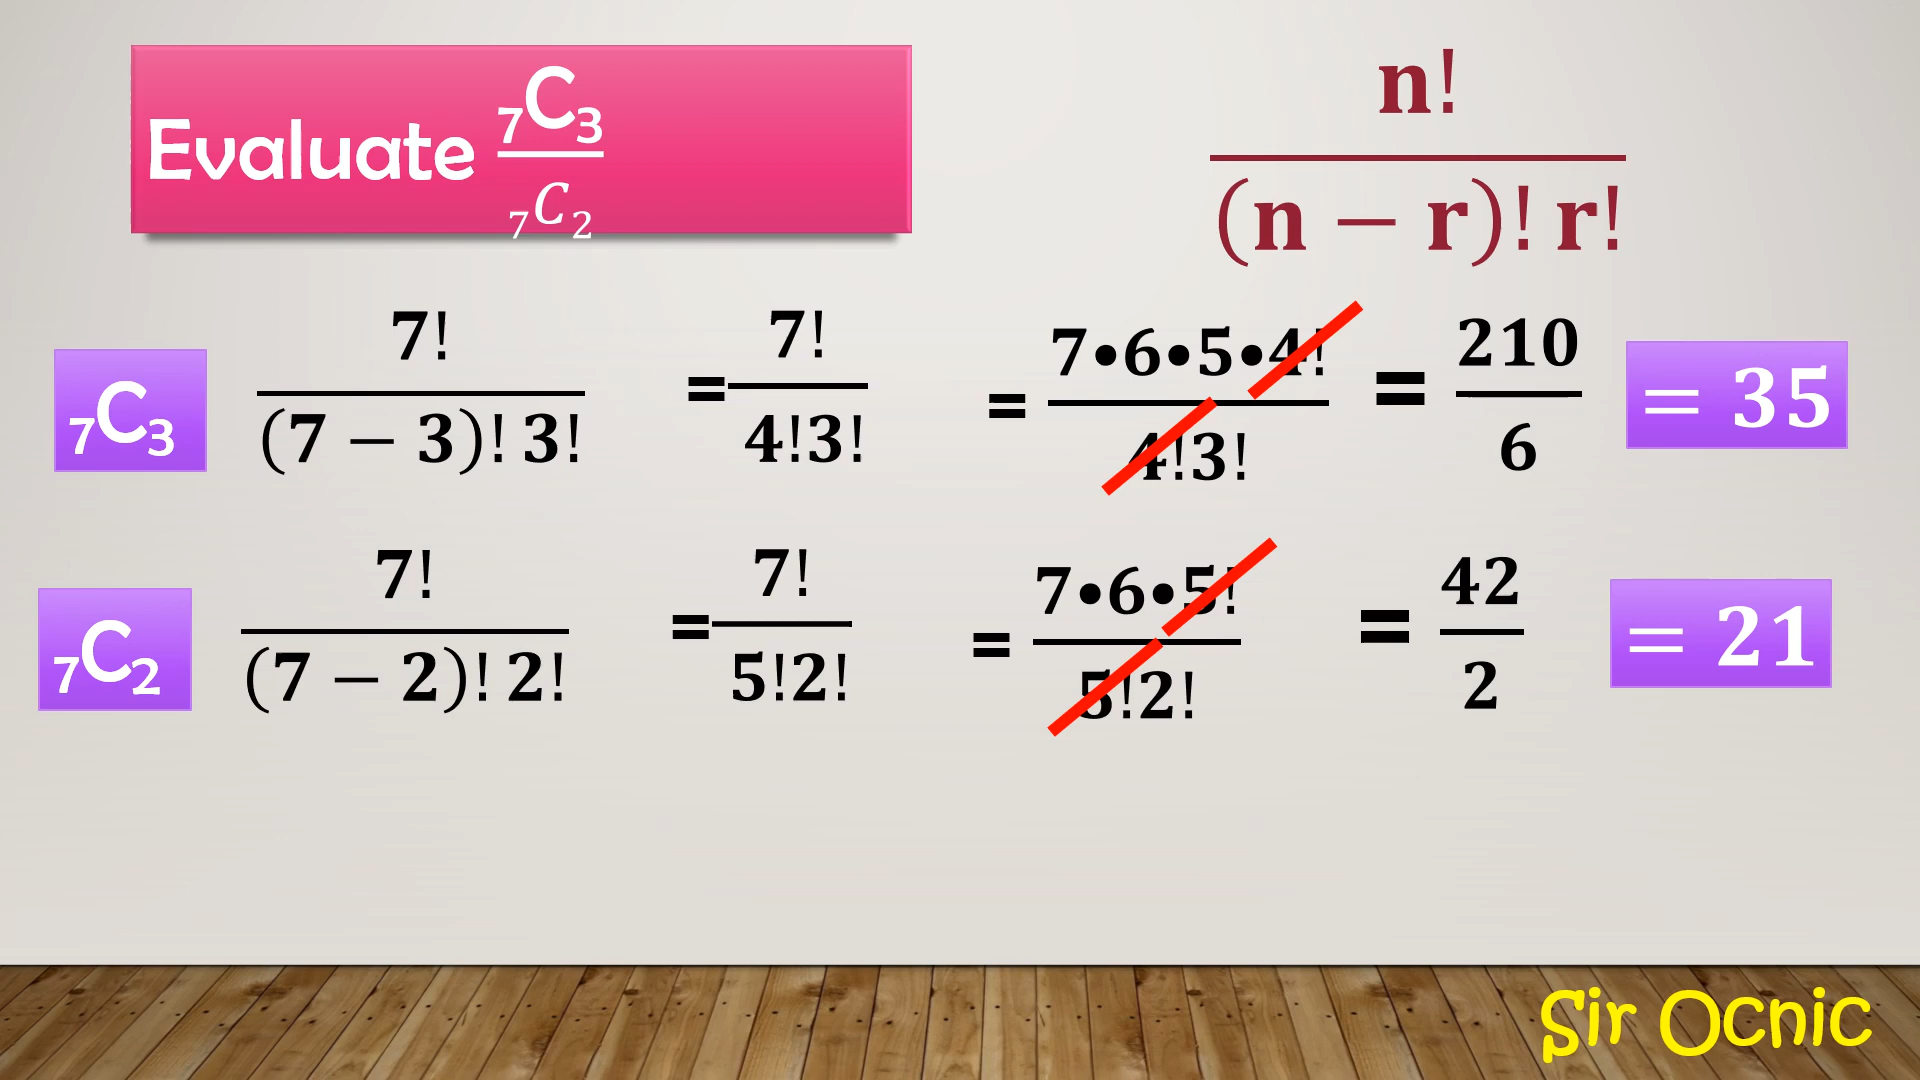 Evaluate ₇C₃ / ₇C₂
n! / (n − r)! r!
₇C₃ 7! / (7 − 3)! 3! = 7! / 4!3! = 7•6•5•4! / 4!3! = 210 / 6 = 35
₇C₂ 7! / (7 − 2)! 2! = 7! / 5!2! = 7•6•5! / 5!2! = 42 / 2 = 21
Sir Ocnic